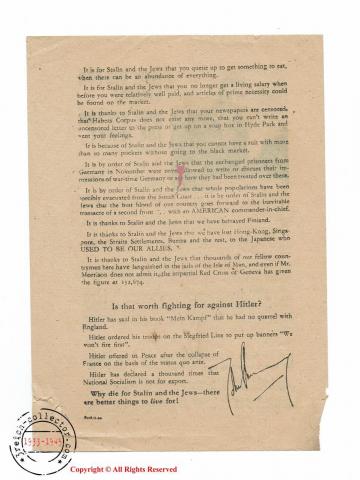 It is for Stalin and the Jews that you queue up to get something to eat,
when there can be an abundance of everything.
It is for Stalin and the Jews that you no longer get a living salary when
before you were relatively well paid, and articles of prime necessity could
be found on the market.
It is thanks to Stalin and the Jews that your newspapers are censored,
that Habeas Corpus does not exist any more, that you can't write an
uncensored letter to the press or get up on a soap box in Hyde Park and
vent your feelings.
It is because of Stalin and the Jews that you cannot have a suit with more
than so many pockets without going to the black market.
It is by order of Stalin and the Jews that the exchanged prisoners from
Germany in November were not allowed to write or discuss their im-
pressions of war-time Germany or say how they had been treated over there.
It is by order of Stalin and the Jews that whole populations have been
forcibly evacuated from the South Coast . . it is by order of Stalin and the
Jews that the best blood of our country goes forward to the inevitable
massacre of a second front . . with an AMERICAN commander-in-chief.
It is thanks to Stalin and the Jews that we have betrayed Finland.
It is thanks to Stalin and the Jews that we have lost Hong-Kong, Singa-
pore, the Straits Settlements, Burma and the rest, to the Japanese who
USED TO BE OUR ALLIES.
It is thanks to Stalin and the Jews that thousands of our fellow coun-
trymen here have languished in the jails of the Isle of Man, and even if Mr.
Morrison does not admit it, the impartial Red Cross of Geneva has given
the figure at 152,674.
Is that worth fighting for against Hitler?
Hitler has said in his book "Mein Kampf" that he had no quarrel with
England.
Hitler ordered his troops on the Siegfried Line to put up banners "We
won't fire first".
Hitler offered us Peace after the collapse of
France on the basis of the status quo ante.
Hitler has declared a thousand times that
National Socialism is not for export.
Why die for Stalin and the Jews—there
are better things to live for!
3reich-collector.com
1933-1945
Copyright © All Rights Reserved